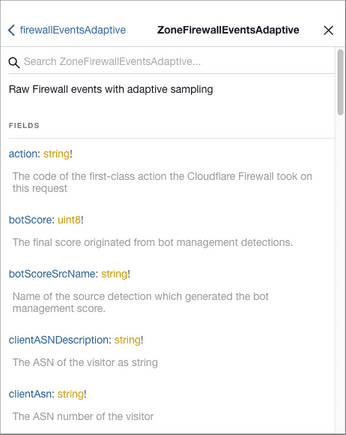 firewallEventsAdaptive ZoneFirewallEventsAdaptive
Search ZoneFirewallEventsAdaptive...
Raw Firewall events with adaptive sampling
FIELDS
action: string!
The code of the first-class action the Cloudflare Firewall took on
this request
botScore: uint8!
The final score originated from bot management detections.
botScoreSrcName: string!
Name of the source detection which generated the bot
management score.
clientASNDescription: string!
The ASN of the visitor as string
clientAsn: string!
The ASN number of the visitor